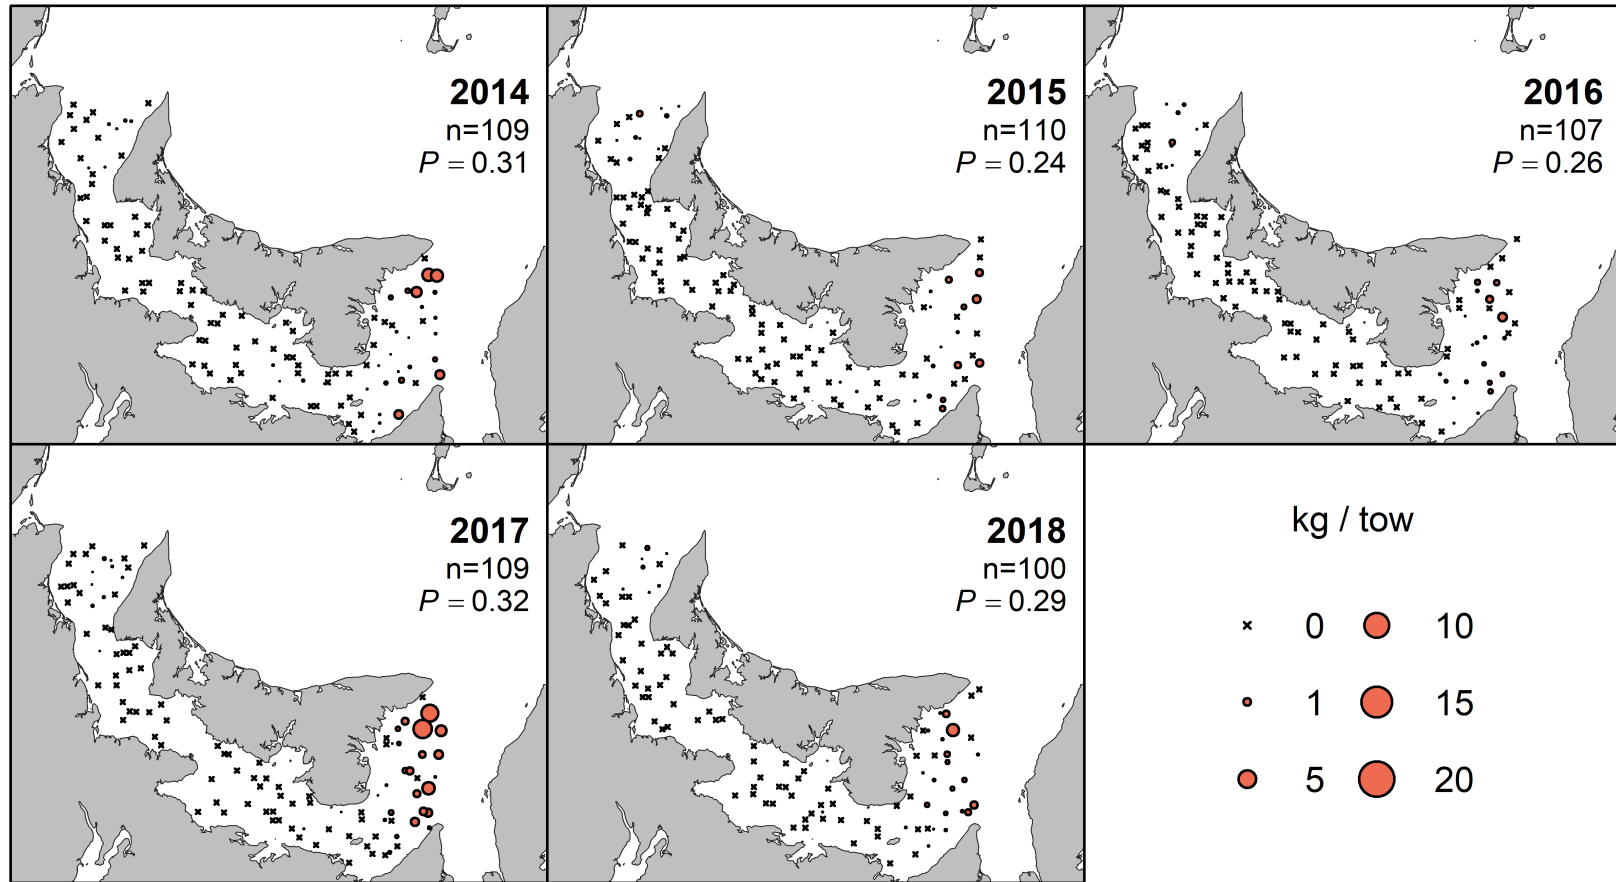 2014
n=109
P = 0.31
2015
n=110
P = 0.24
2016
n=107
P = 0.26
2017
n=109
P = 0.32
2018
n=100
P = 0.29
kg / tow
0 10
1 15
5 20